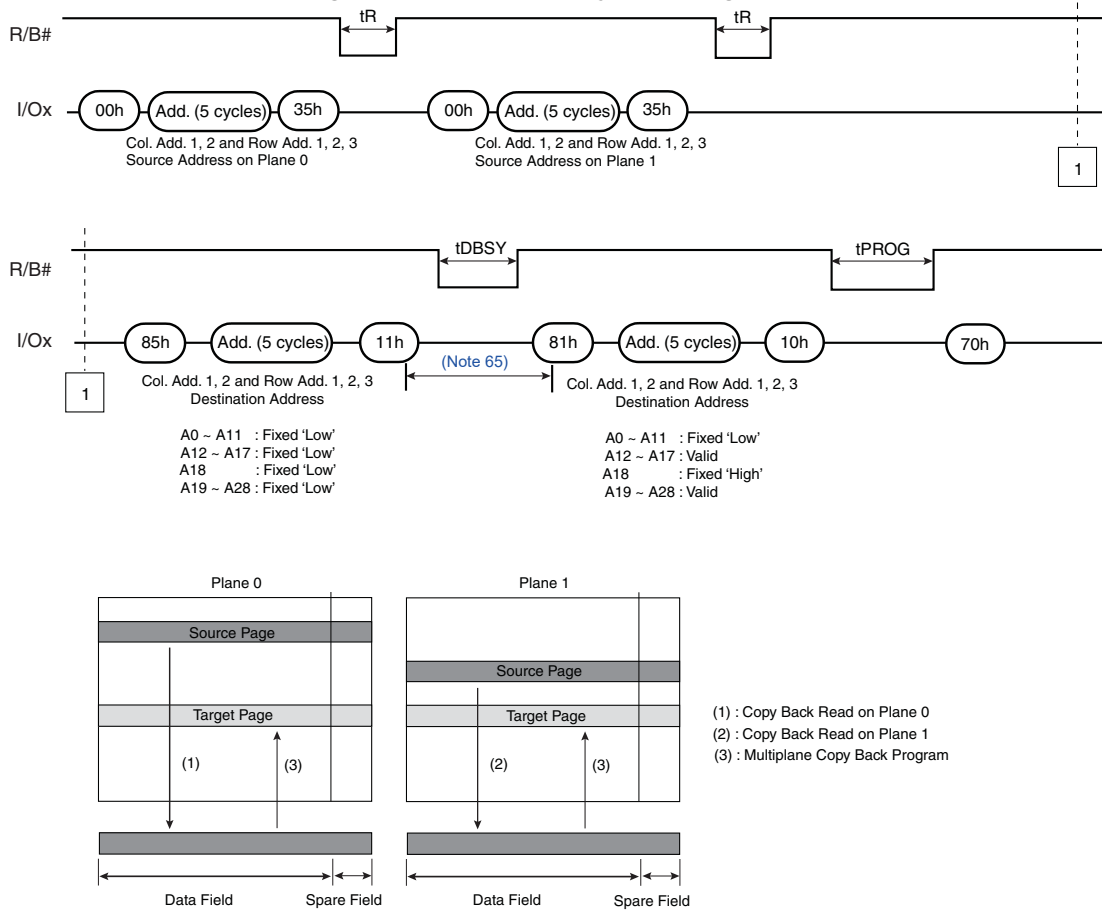 tR
tR
R/B#
I/Ox
00h
Add. (5 cycles)
35h
00h
Add. (5 cycles)
35h
Col. Add. 1, 2 and Row Add. 1, 2, 3
Source Address on Plane 0
Col. Add. 1, 2 and Row Add. 1, 2, 3
Source Address on Plane 1
1
tDBSY
tPROG
R/B#
I/Ox
85h
Add. (5 cycles)
11h
(Note 65)
81h
Add. (5 cycles)
10h
70h
1
Col. Add. 1, 2 and Row Add. 1, 2, 3
Destination Address
Col. Add. 1, 2 and Row Add. 1, 2, 3
Destination Address
A0 ~ A11 : Fixed ‘Low’
A12 ~ A17 : Fixed ‘Low’
A18 : Fixed ‘Low’
A19 ~ A28 : Fixed ‘Low’
A0 ~ A11 : Fixed ‘Low’
A12 ~ A17 : Valid
A18 : Fixed ‘High’
A19 ~ A28 : Valid
Plane 0
Plane 1
Source Page
Source Page
Target Page
Target Page
(1)
(3)
(2)
(3)
(1) : Copy Back Read on Plane 0
(2) : Copy Back Read on Plane 1
(3) : Multiplane Copy Back Program
Data Field
Spare Field
Data Field
Spare Field